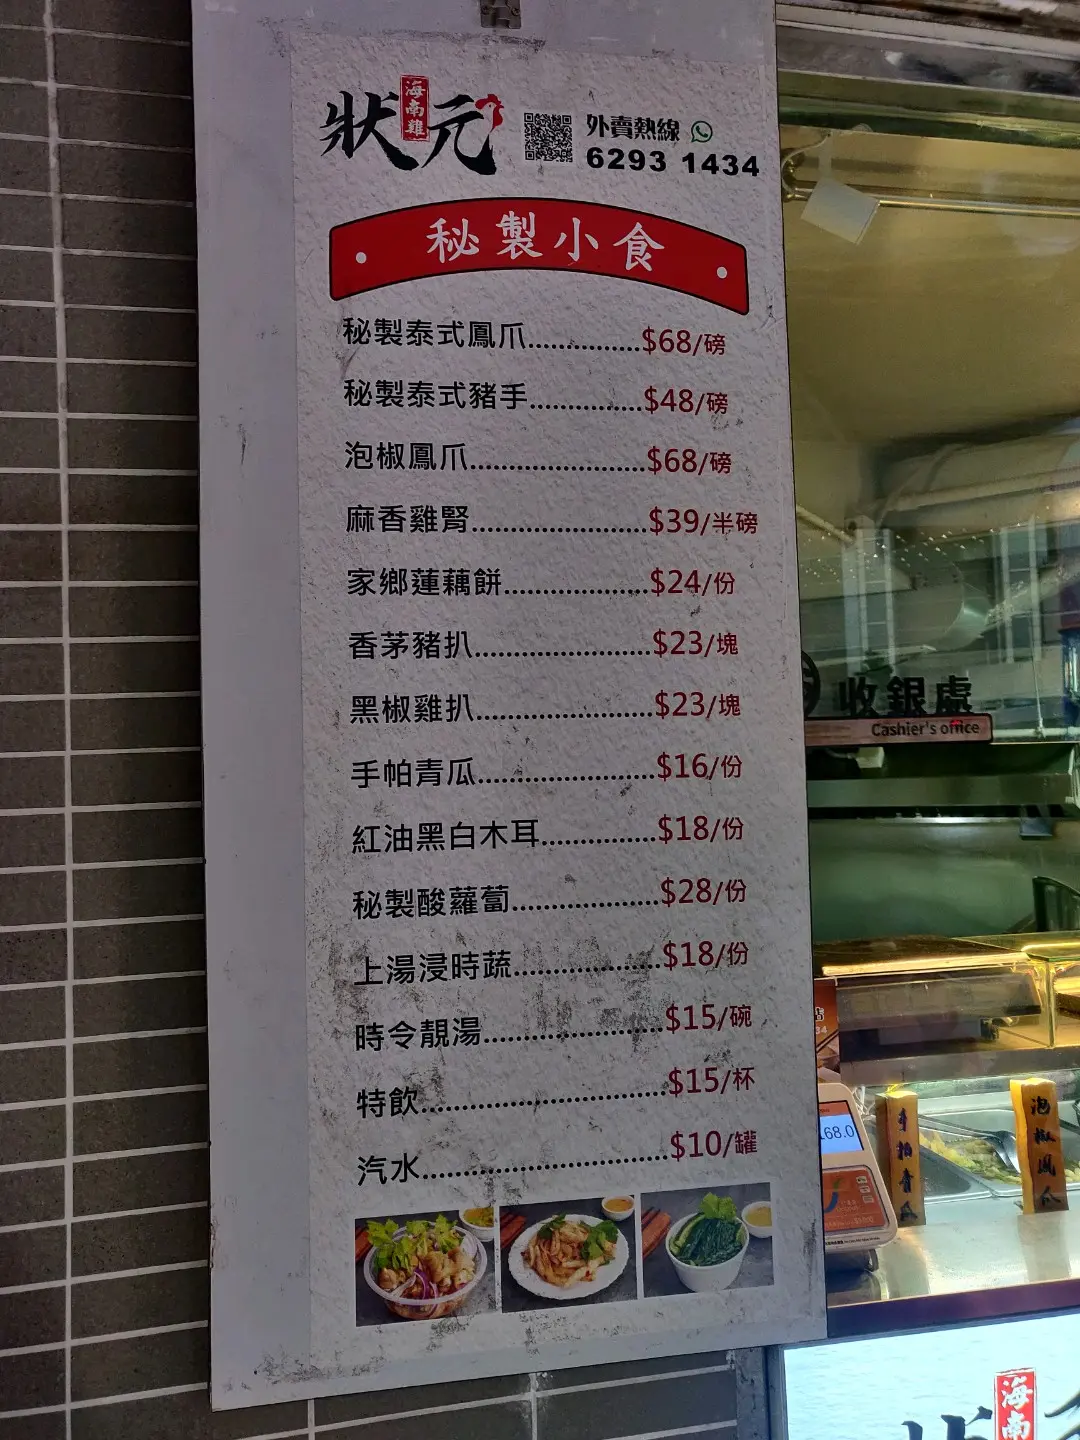 狀元
海南雞
外賣熱線
6293 1434
秘製小食
秘製泰式鳳爪..............$68/磅
秘製泰式豬手..............$48/磅
泡椒鳳爪......................$68/磅
麻香雞腎......................$39/半磅
家鄉蓮藕餅..................$24/份
香茅豬扒......................$23/塊
黑椒雞扒......................$23/塊
手帕青瓜......................$16/份
紅油黑白木耳..............$18/份
秘製酸蘿蔔..................$28/份
上湯浸時蔬..................$18/份
時令靚湯......................$15/碗
特飲..............................$15/杯
汽水..............................$10/罐
收銀處
Cashier's office
手拍青瓜
泡椒鳳爪
海南